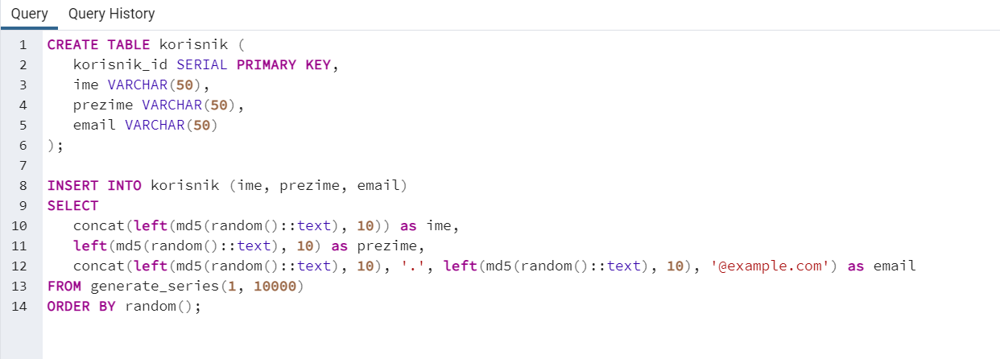 Query Query History
1 CREATE TABLE korisnik (
2 korisnik_id SERIAL PRIMARY KEY,
3 ime VARCHAR(50),
4 prezime VARCHAR(50),
5 email VARCHAR(50)
6 );
7
8 INSERT INTO korisnik (ime, prezime, email)
9 SELECT
10 concat(left(md5(random()::text), 10)) as ime,
11 left(md5(random()::text), 10) as prezime,
12 concat(left(md5(random()::text), 10), '.', left(md5(random()::text), 10), '@example.com') as email
13 FROM generate_series(1, 10000)
14 ORDER BY random();